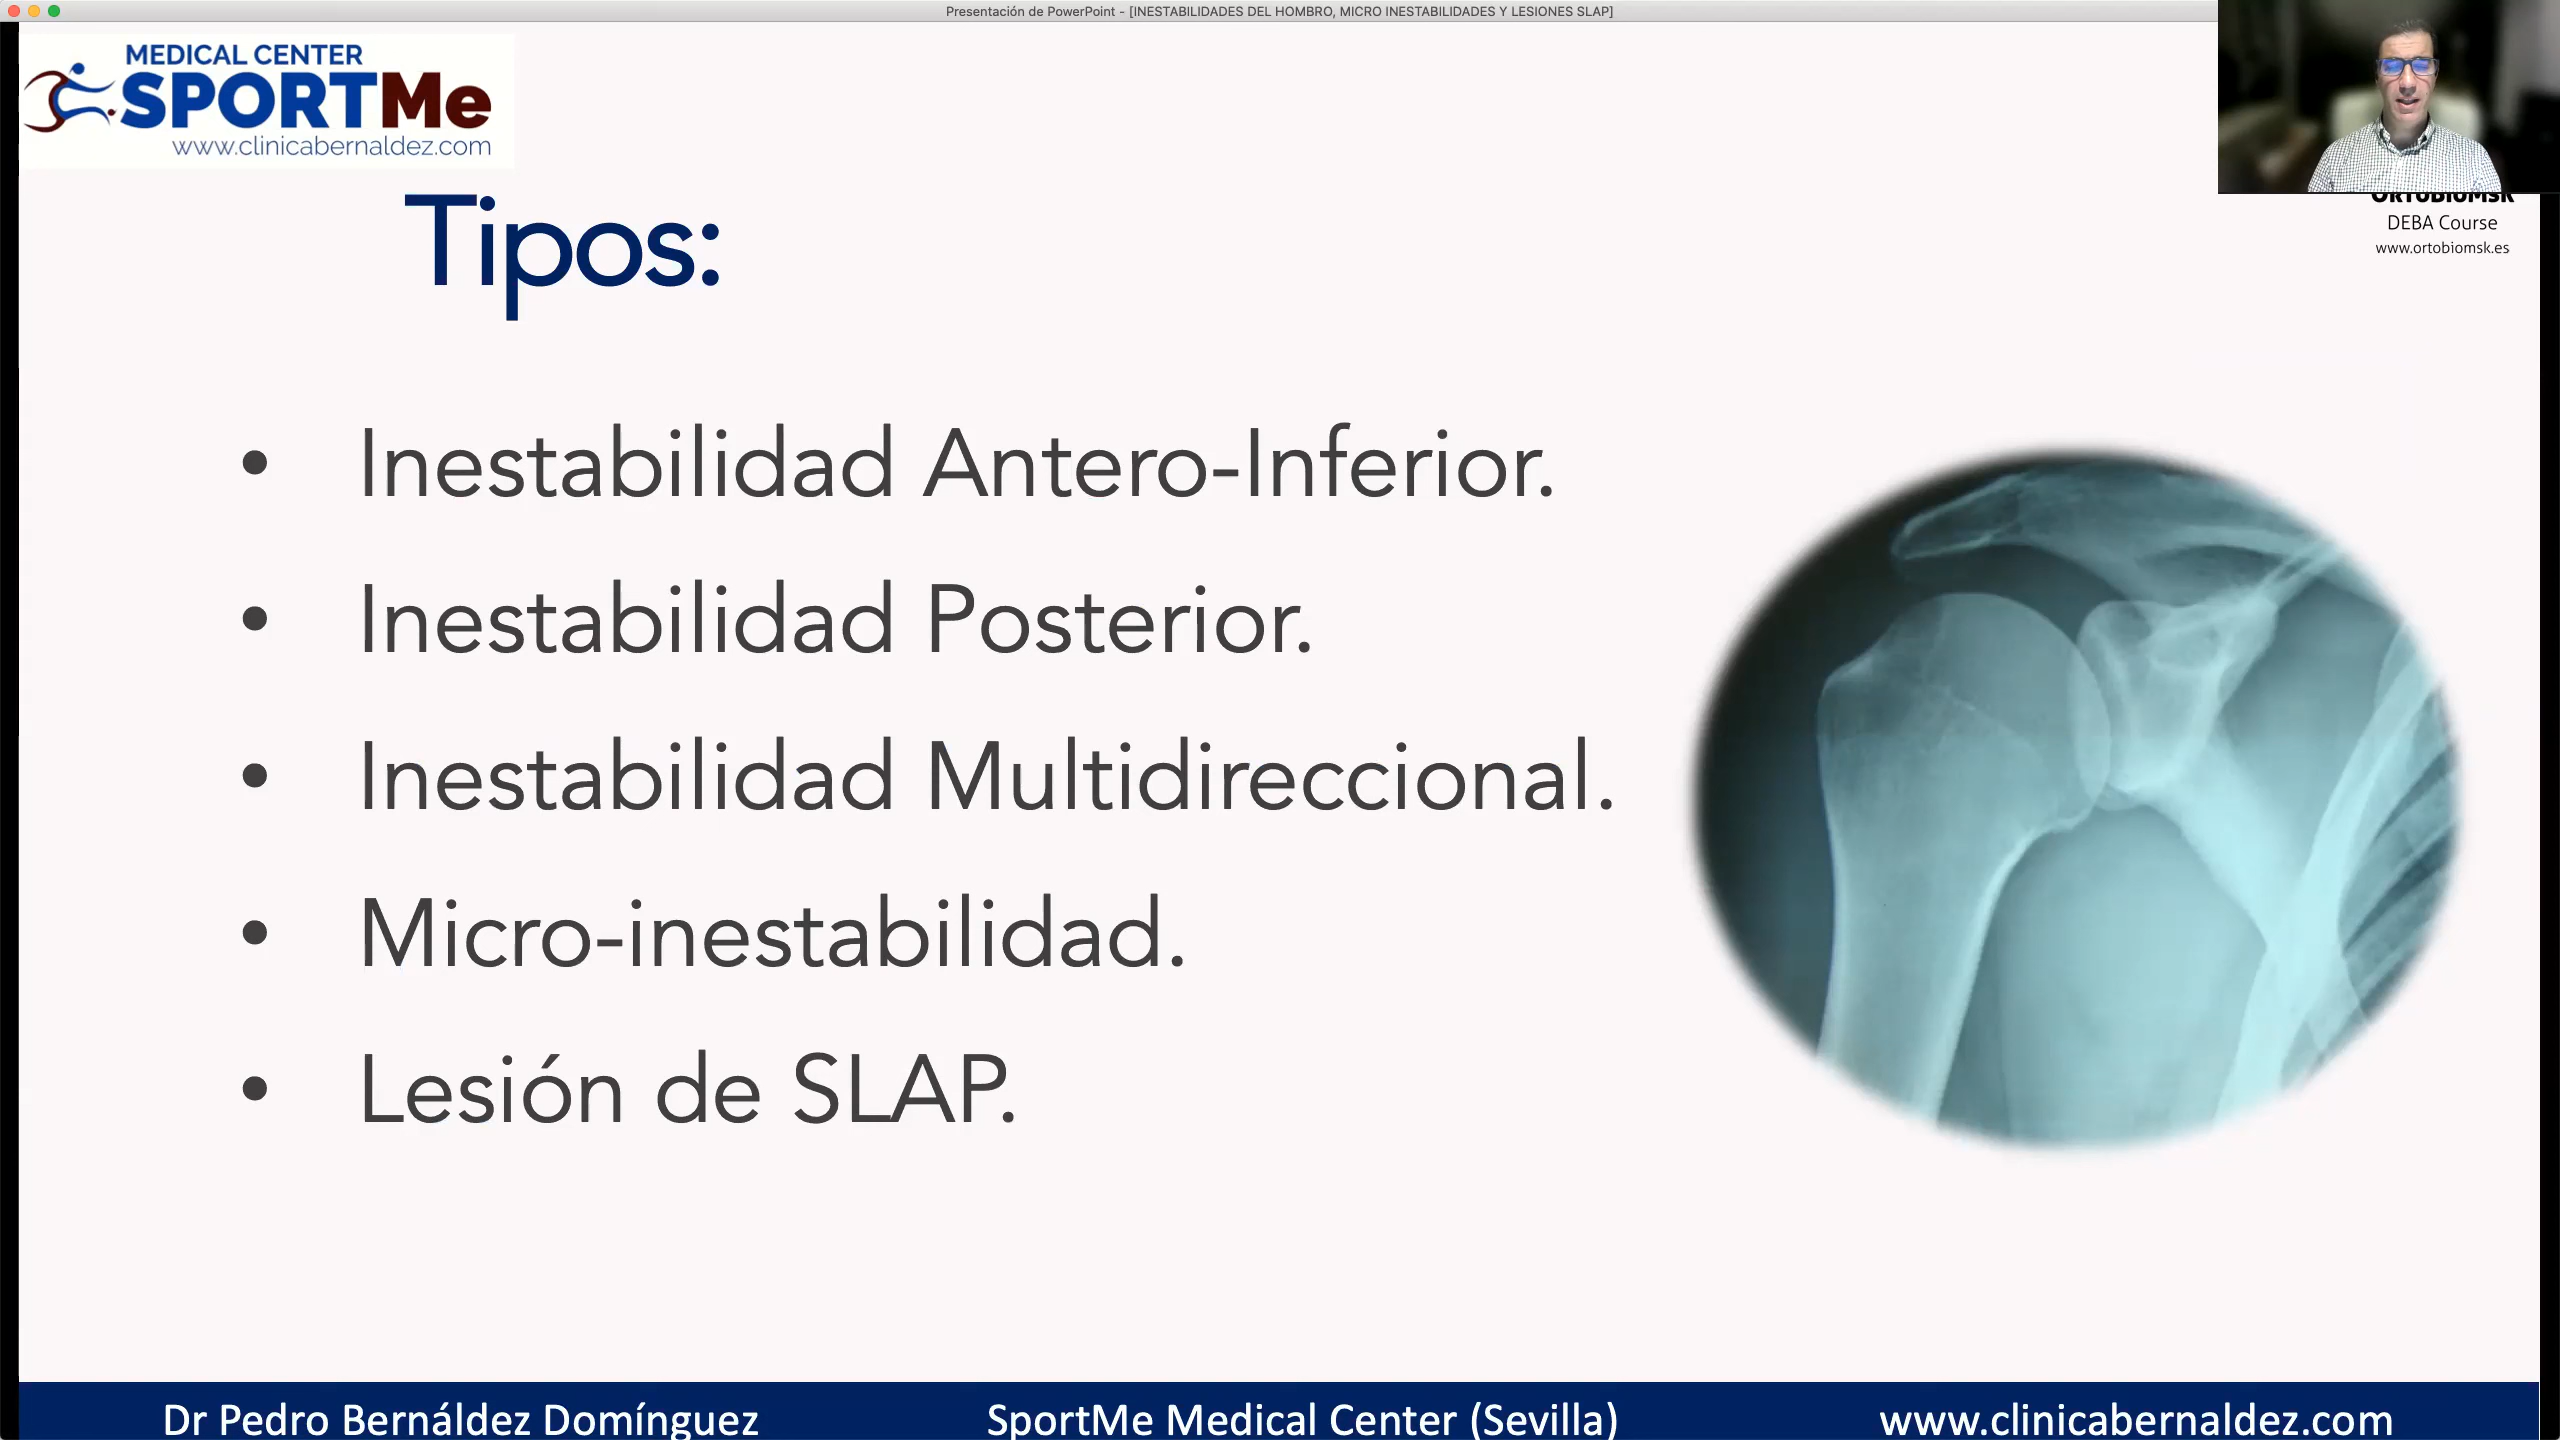 Presentación de PowerPoint - [INESTABILIDADES DEL HOMBRO, MICRO INESTABILIDADES Y LESIONES SLAP]
MEDICAL CENTER
SPORTMe
www.clinicabernaldez.com
ORTOBIOMSK
DEBA Course
www.ortobiomsk.es
Tipos:
• Inestabilidad Antero-Inferior.
• Inestabilidad Posterior.
• Inestabilidad Multidireccional.
• Micro-inestabilidad.
• Lesión de SLAP.
Dr Pedro Bernáldez Domínguez SportMe Medical Center (Sevilla) www.clinicabernaldez.com